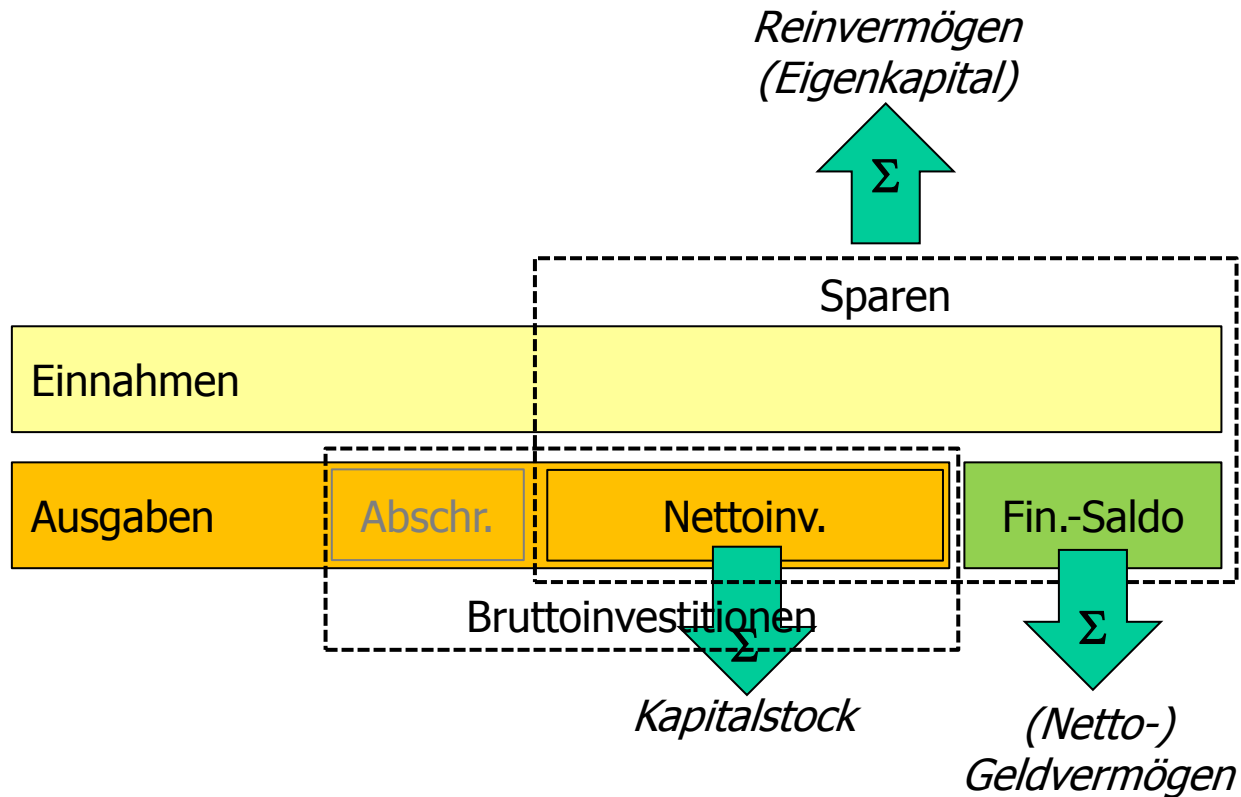 Reinvermögen
(Eigenkapital)
Σ
Sparen
Einnahmen
Ausgaben
Abschr.
Nettoinv.
Fin.-Saldo
Bruttoinvestitionen
Σ
Σ
Kapitalstock
(Netto-)
Geldvermögen